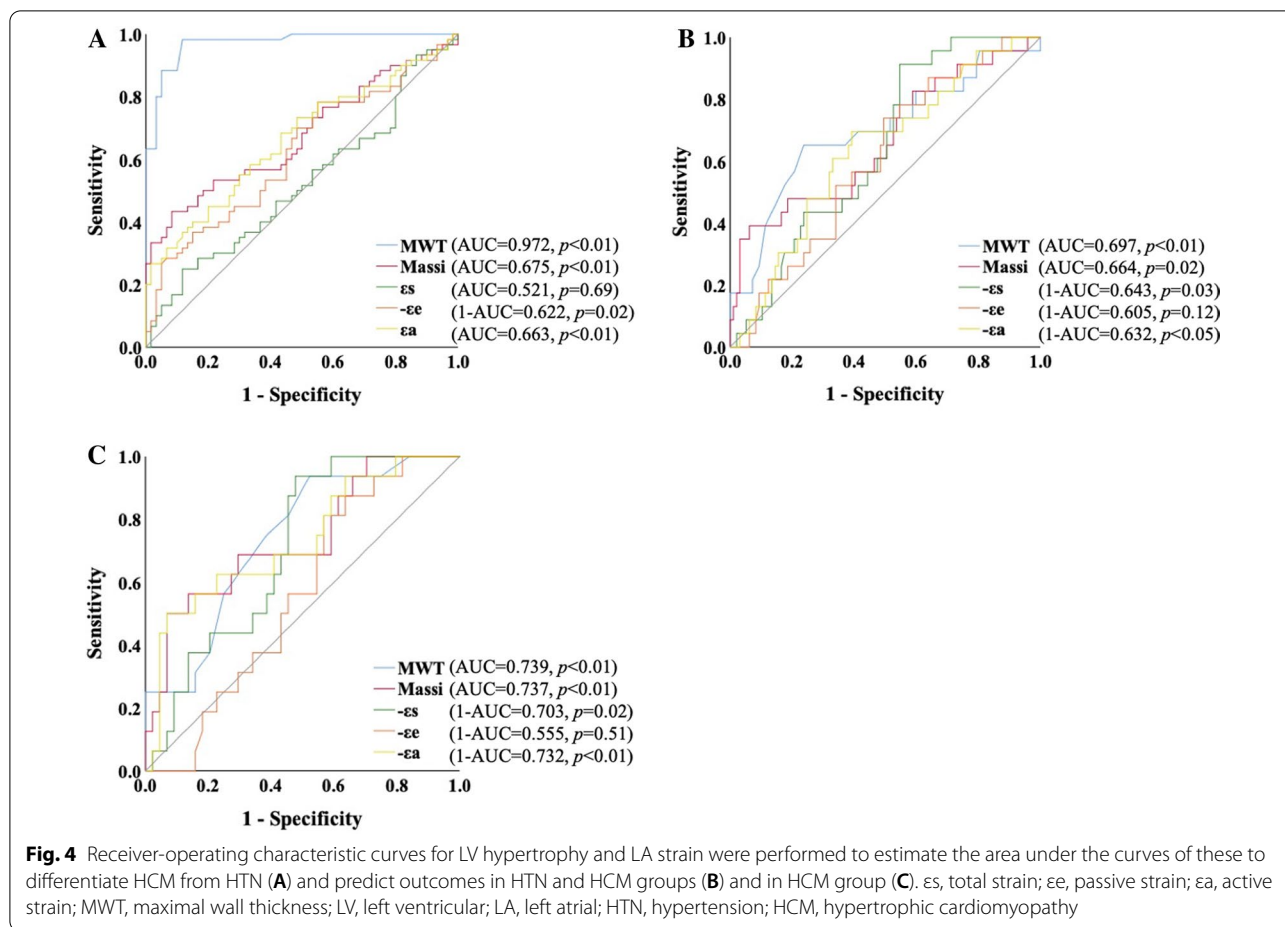 A
1.0
0.8
0.6
0.4
0.2
0.0
Sensitivity
0.0 0.2 0.4 0.6 0.8 1.0
1 - Specificity
MWT (AUC=0.972, p<0.01)
Massi (AUC=0.675, p<0.01)
εs (AUC=0.521, p=0.69)
-εe (1-AUC=0.622, p=0.02)
εa (AUC=0.663, p<0.01)
B
1.0
0.8
0.6
0.4
0.2
0.0
Sensitivity
0.0 0.2 0.4 0.6 0.8 1.0
1 - Specificity
MWT (AUC=0.697, p<0.01)
Massi (AUC=0.664, p=0.02)
-εs (1-AUC=0.643, p=0.03)
-εe (1-AUC=0.605, p=0.12)
-εa (1-AUC=0.632, p<0.05)
C
1.0
0.8
0.6
0.4
0.2
0.0
Sensitivity
0.0 0.2 0.4 0.6 0.8 1.0
1 - Specificity
MWT (AUC=0.739, p<0.01)
Massi (AUC=0.737, p<0.01)
-εs (1-AUC=0.703, p=0.02)
-εe (1-AUC=0.555, p=0.51)
-εa (1-AUC=0.732, p<0.01)
Fig. 4 Receiver-operating characteristic curves for LV hypertrophy and LA strain were performed to estimate the area under the curves of these to
differentiate HCM from HTN (A) and predict outcomes in HTN and HCM groups (B) and in HCM group (C). εs, total strain; εe, passive strain; εa, active
strain; MWT, maximal wall thickness; LV, left ventricular; LA, left atrial; HTN, hypertension; HCM, hypertrophic cardiomyopathy